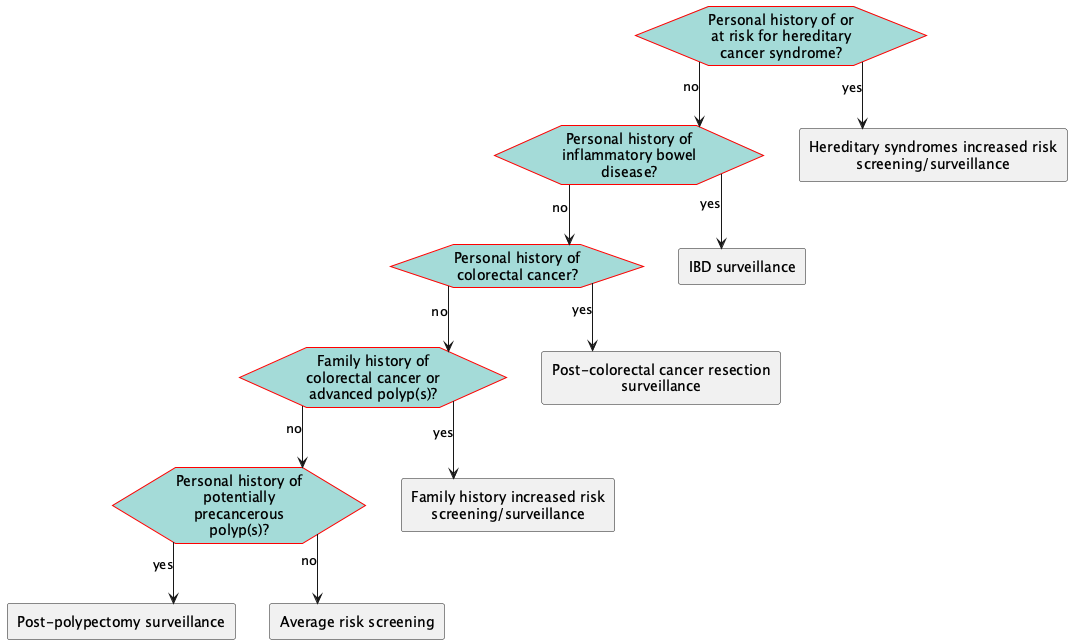 Personal history of or
at risk for hereditary
cancer syndrome?
no
yes
Personal history of
inflammatory bowel
disease?
Hereditary syndromes increased risk
screening/surveillance
no
yes
Personal history of
colorectal cancer?
IBD surveillance
no
yes
Family history of
colorectal cancer or
advanced polyp(s)?
Post-colorectal cancer resection
surveillance
no
yes
Personal history of
potentially
precancerous
polyp(s)?
Family history increased risk
screening/surveillance
yes
no
Post-polypectomy surveillance
Average risk screening